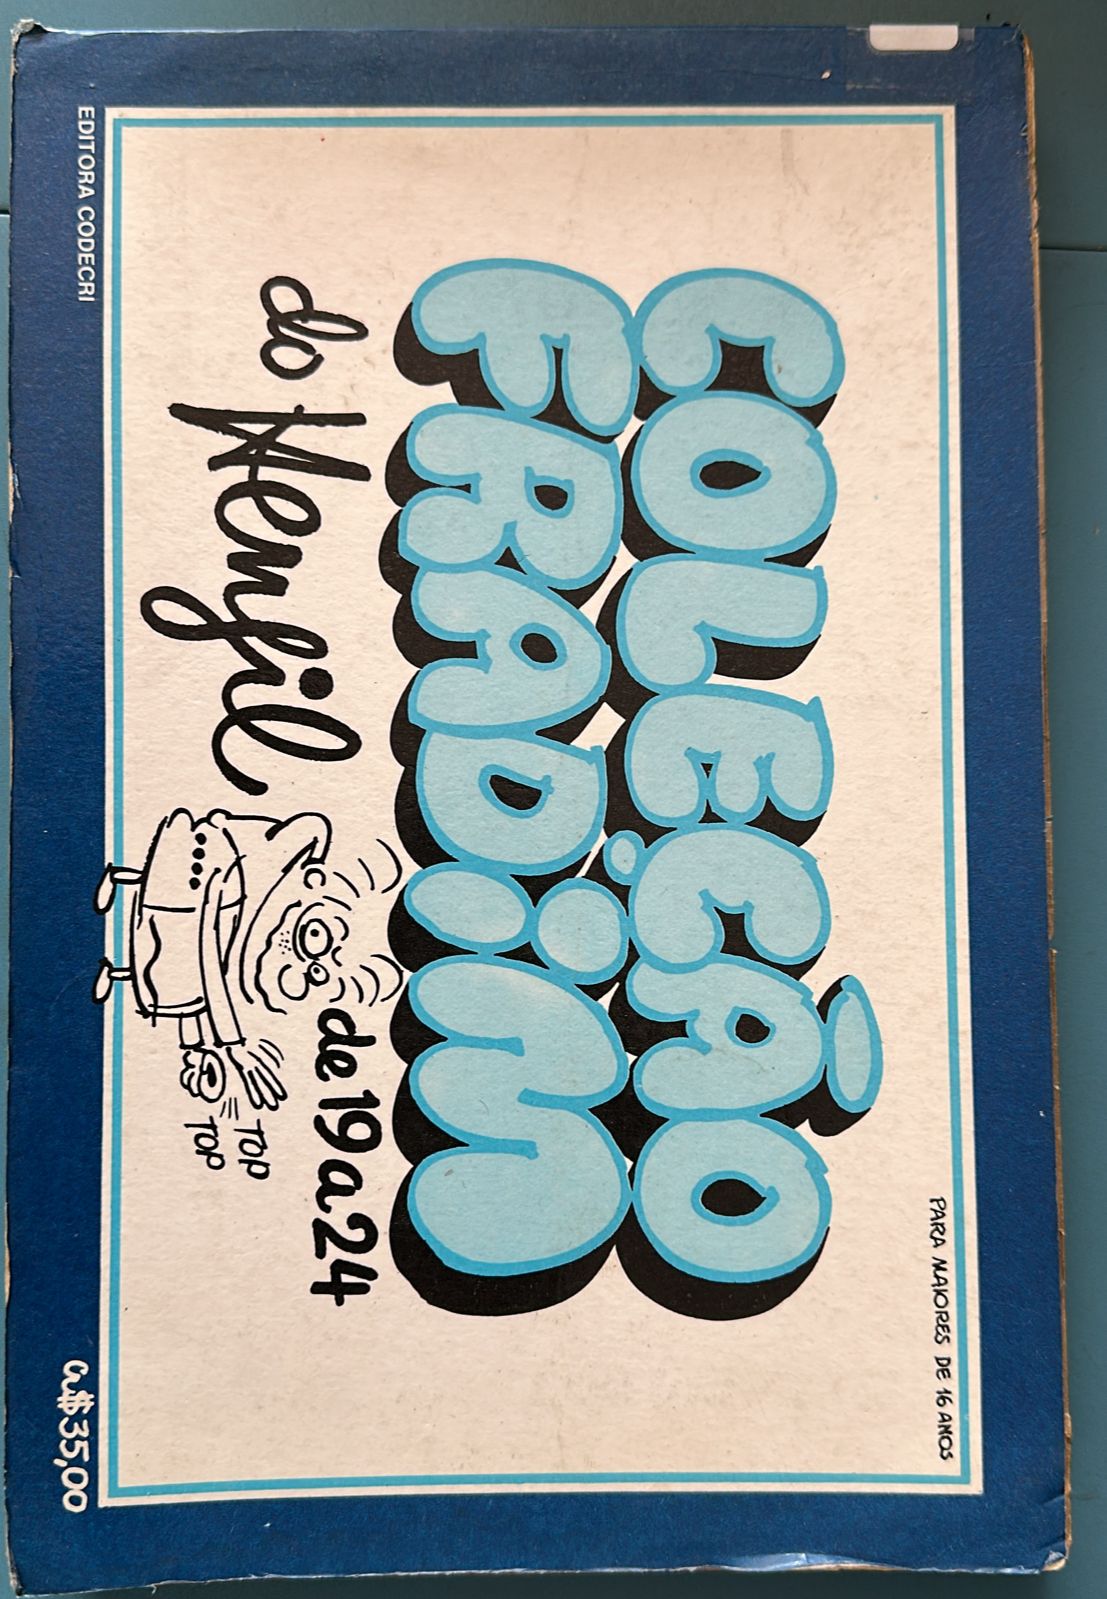 PARA MAIORES DE 16 ANOS
COLEÇÃO
FRADiM
do Henfil
de 19 a 24
TOP
TOP
EDITORA CODECRI
CR$35,00